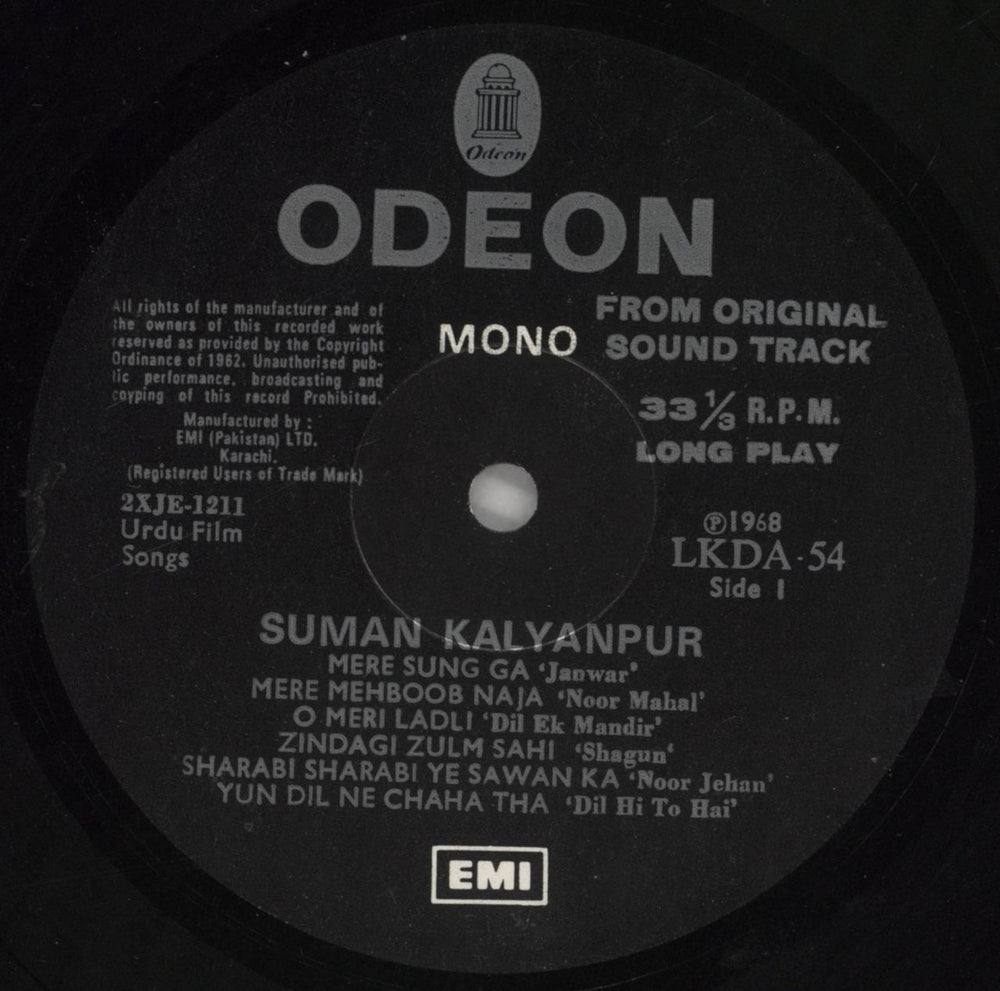 Odeon
ODEON
All rights of the manufacturer and of
the owners of this recorded work
reserved as provided by the Copyright
Ordinance of 1962. Unauthorised pub-
lic performance, broadcasting and
coyping of this record Prohibited.
Manufactured by :
EMI (Pakistan) LTD.
Karachi.
(Registered Users of Trade Mark)
2XJE-1211
Urdu Film
Songs
MONO
FROM ORIGINAL
SOUND TRACK
33 1/3 R.P.M.
LONG PLAY
℗1968
LKDA-54
Side 1
SUMAN KALYANPUR
MERE SUNG GA ‘Janwar’
MERE MEHBOOB NAJA ‘Noor Mahal’
O MERI LADLI ‘Dil Ek Mandir’
ZINDAGI ZULM SAHI ‘Shagun‘
SHARABI SHARABI YE SAWAN KA ‘Noor Jehan’
YUN DIL NE CHAHA THA ‘Dil Hi To Hai’
EMI